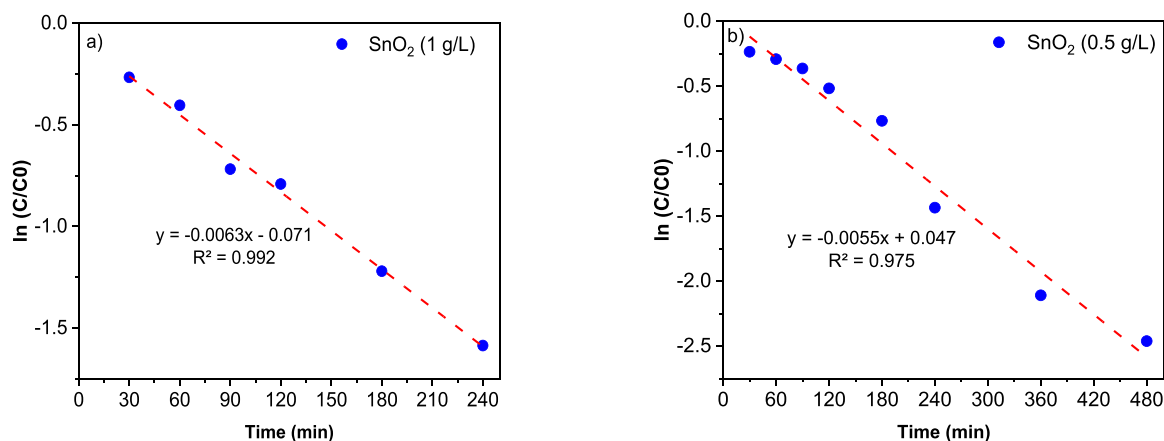 a)
SnO₂ (1 g/L)
y = -0.0063x - 0.071
R² = 0.992
ln (C/C0)
0.0
-0.5
-1.0
-1.5
0 30 60 90 120 150 180 210 240
Time (min)
b)
SnO₂ (0.5 g/L)
y = -0.0055x + 0.047
R² = 0.975
ln (C/C0)
0.0
-0.5
-1.0
-1.5
-2.0
-2.5
0 60 120 180 240 300 360 420 480
Time (min)